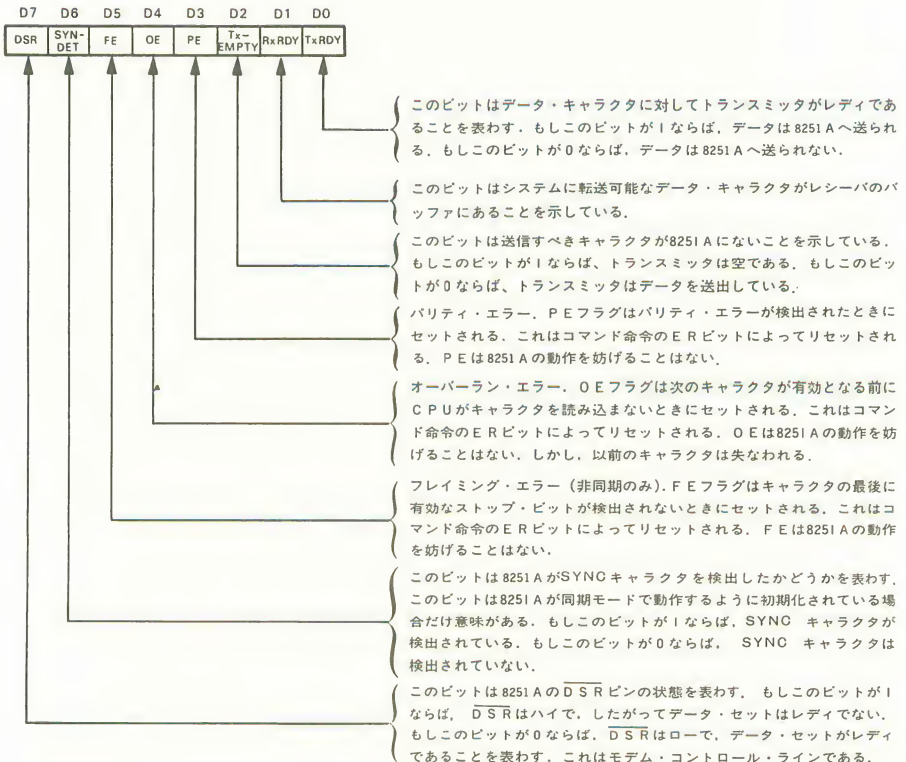 D7 D6 D5 D4 D3 D2 D1 D0
DSR SYN-DET FE OE PE Tx-EMPTY RxRDY TxRDY
このビットはデータ・キャラクタに対してトランスミッタがレディであ
ることを表わす．もしこのビットが1ならば，データは8251Aへ送られ
る．もしこのビットが0ならば，データは8251Aへ送られない．
このビットはシステムに転送可能なデータ・キャラクタがレシーバのバ
ッファにあることを示している．
このビットは送信すべきキャラクタが8251Aにないことを示している．
もしこのビットが1ならば、トランスミッタは空である．もしこのビッ
トが0ならば、トランスミッタはデータを送出している．
パリティ・エラー．PEフラグはパリティ・エラーが検出されたときに
セットされる．これはコマンド命令のERビットによってリセットされ
る．PEは8251Aの動作を妨げることはない．
オーバーラン・エラー．OEフラグは次のキャラクタが有効となる前に
CPUがキャラクタを読み込まないときにセットされる．これはコマン
ド命令のERビットによってリセットされる．OEは8251Aの動作を妨
げることはない．しかし，以前のキャラクタは失なわれる．
フレイミング・エラー（非同期のみ）．FEフラグはキャラクタの最後に
有効なストップ・ビットが検出されないときにセットされる．これはコ
マンド命令のERビットによってリセットされる．FEは8251Aの動作
を妨げることはない．
このビットは8251AがSYNCキャラクタを検出したかどうかを表わす．
このビットは8251Aが同期モードで動作するように初期化されている場
合だけ意味がある．もしこのビットが1ならば，SYNC キャラクタが
検出されている．もしこのビットが0ならば， SYNC キャラクタは
検出されていない．
このビットは8251AのDSRピンの状態を表わす． もしこのビットが1
ならば， DSRはハイで，したがってデータ・セットはレディでない．
もしこのビットが0ならば，DSRはローで，データ・セットがレディ
であることを表わす．これはモデム・コントロール・ラインである．